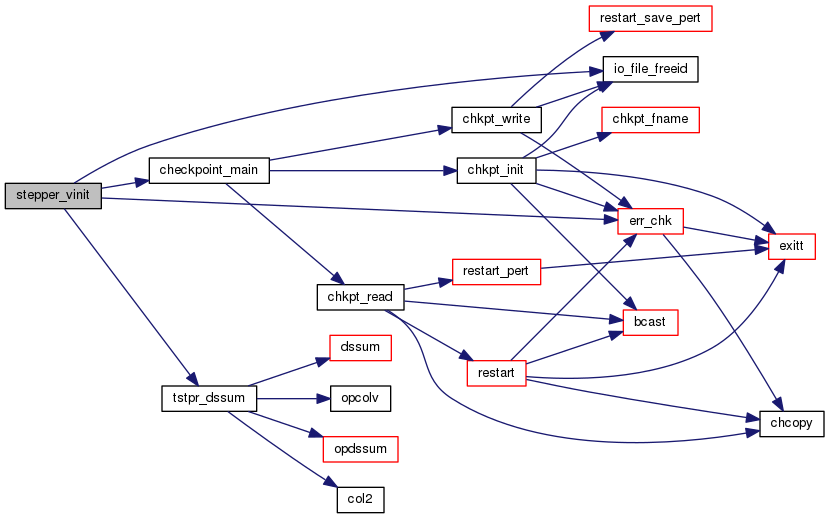 restart_save_pert
io_file_freeid
chkpt_write
chkpt_fname
checkpoint_main
chkpt_init
stepper_vinit
err_chk
exitt
restart_pert
chkpt_read
bcast
dssum
restart
tstpr_dssum
opcolv
chcopy
opdssum
col2